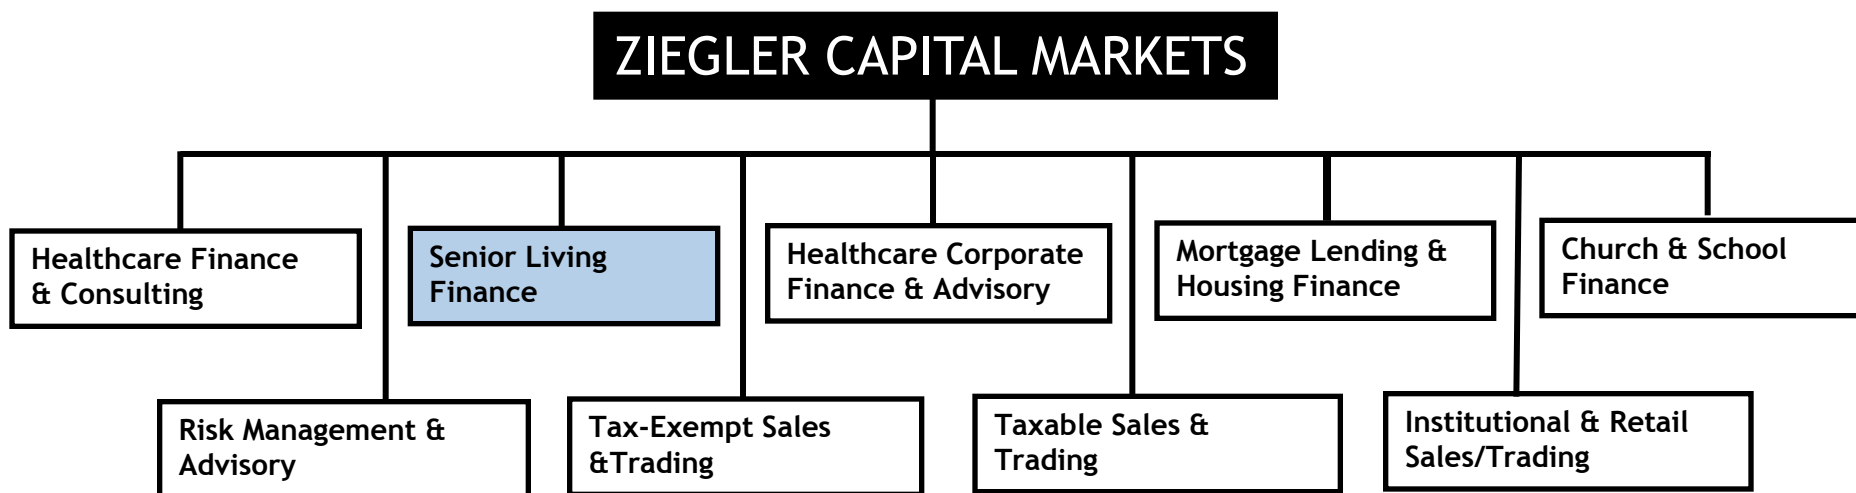 ZIEGLER CAPITAL MARKETS
Healthcare Finance
& Consulting
Senior Living
Finance
Healthcare Corporate
Finance & Advisory
Mortgage Lending &
Housing Finance
Church & School
Finance
Risk Management &
Advisory
Tax-Exempt Sales
&Trading
Taxable Sales &
Trading
Institutional & Retail
Sales/Trading